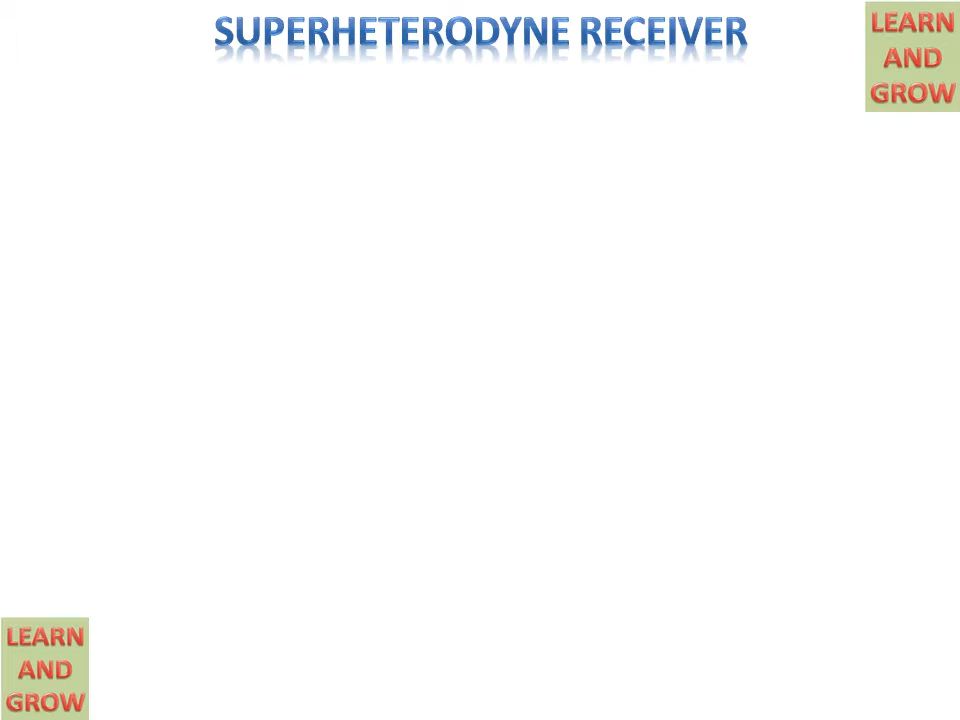 SUPERHETERODYNE RECEIVER
LEARN
AND
GROW
LEARN
AND
GROW